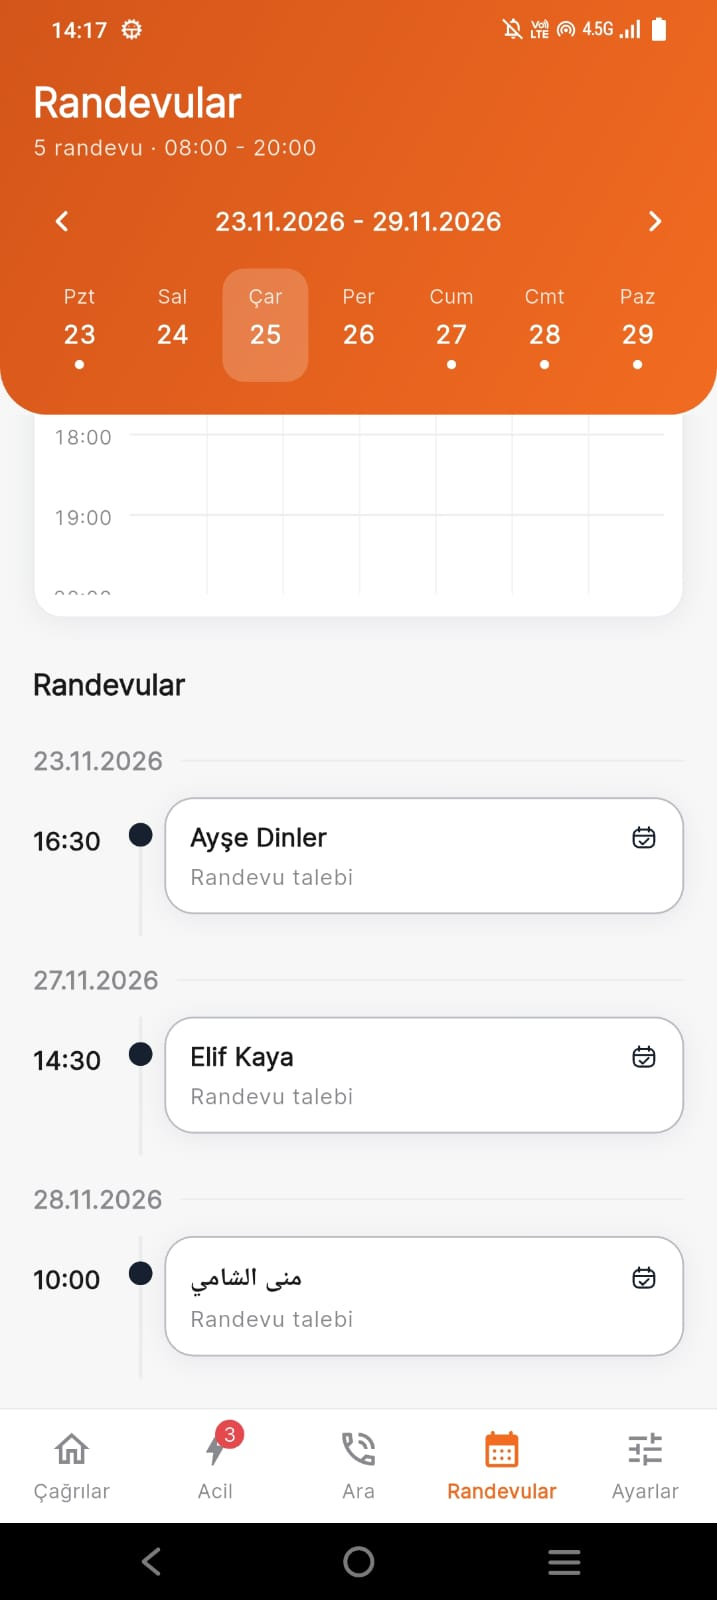 14:17 4.5G
Randevular
5 randevu · 08:00 - 20:00
23.11.2026 - 29.11.2026
Pzt Sal Çar Per Cum Cmt Paz
23 24 25 26 27 28 29
18:00
19:00
Randevular
23.11.2026
16:30 Ayşe Dinler
Randevu talebi
27.11.2026
14:30 Elif Kaya
Randevu talebi
28.11.2026
10:00 منى الشامي
Randevu talebi
3
Çağrılar Acil Ara Randevular Ayarlar